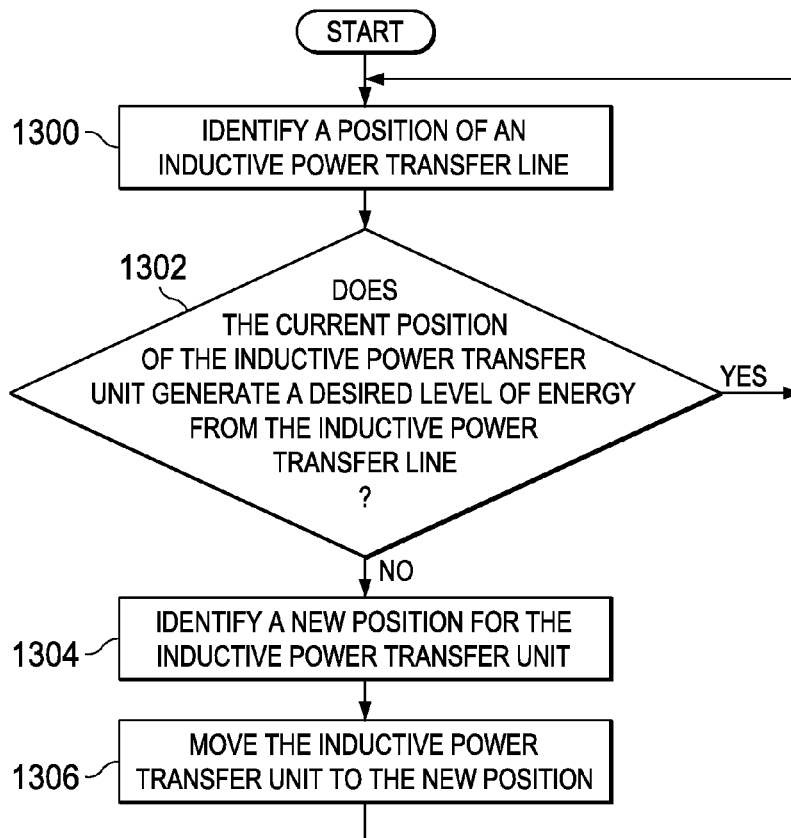 START
1300
IDENTIFY A POSITION OF AN
INDUCTIVE POWER TRANSFER LINE
1302
DOES
THE CURRENT POSITION
OF THE INDUCTIVE POWER TRANSFER
UNIT GENERATE A DESIRED LEVEL OF ENERGY
FROM THE INDUCTIVE POWER
TRANSFER LINE
?
YES
NO
1304
IDENTIFY A NEW POSITION FOR THE
INDUCTIVE POWER TRANSFER UNIT
1306
MOVE THE INDUCTIVE POWER
TRANSFER UNIT TO THE NEW POSITION